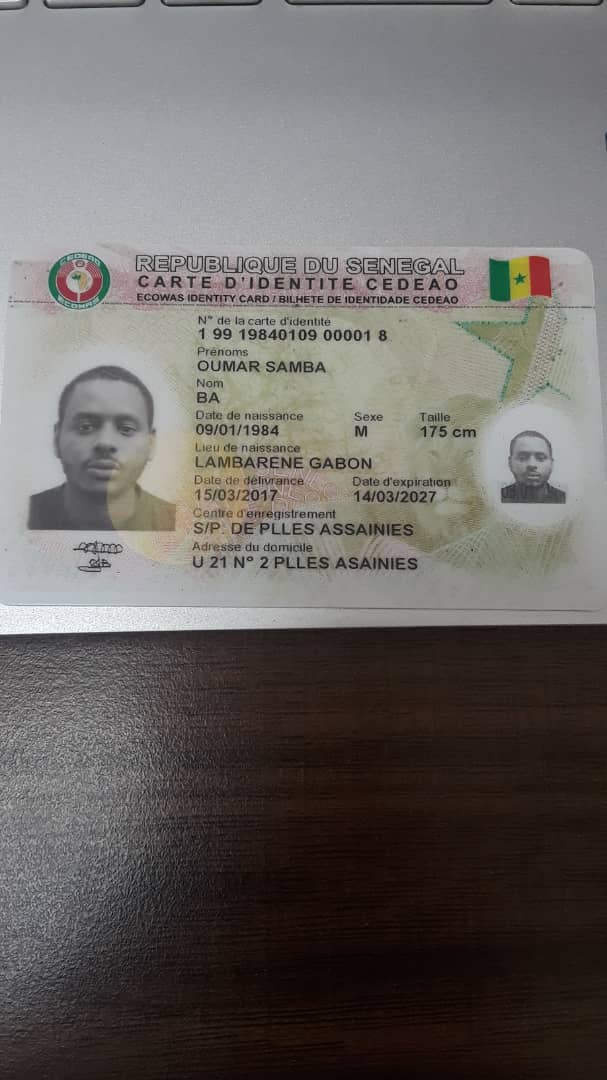 CEDEAO
ECOWAS
REPUBLIQUE DU SENEGAL
CARTE D'IDENTITE CEDEAO
ECOWAS IDENTITY CARD / BILHETE DE IDENTIDADE CEDEAO
N° de la carte d'identité
1 99 19840109 00001 8
Prénoms
OUMAR SAMBA
Nom
BA
Date de naissance Sexe Taille
09/01/1984 M 175 cm
Lieu de naissance
LAMBARENE GABON
Date de délivrance Date d'expiration
15/03/2017 14/03/2027
Centre d'enregistrement
S/P. DE PLLES ASSAINIES
Adresse du domicile
U 21 N° 2 PLLES ASAINIES